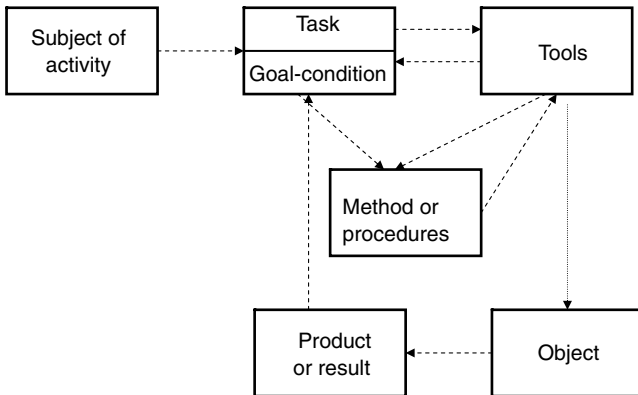 Subject of
activity
Task
Goal-condition
Tools
Method or
procedures
Product
or result
Object